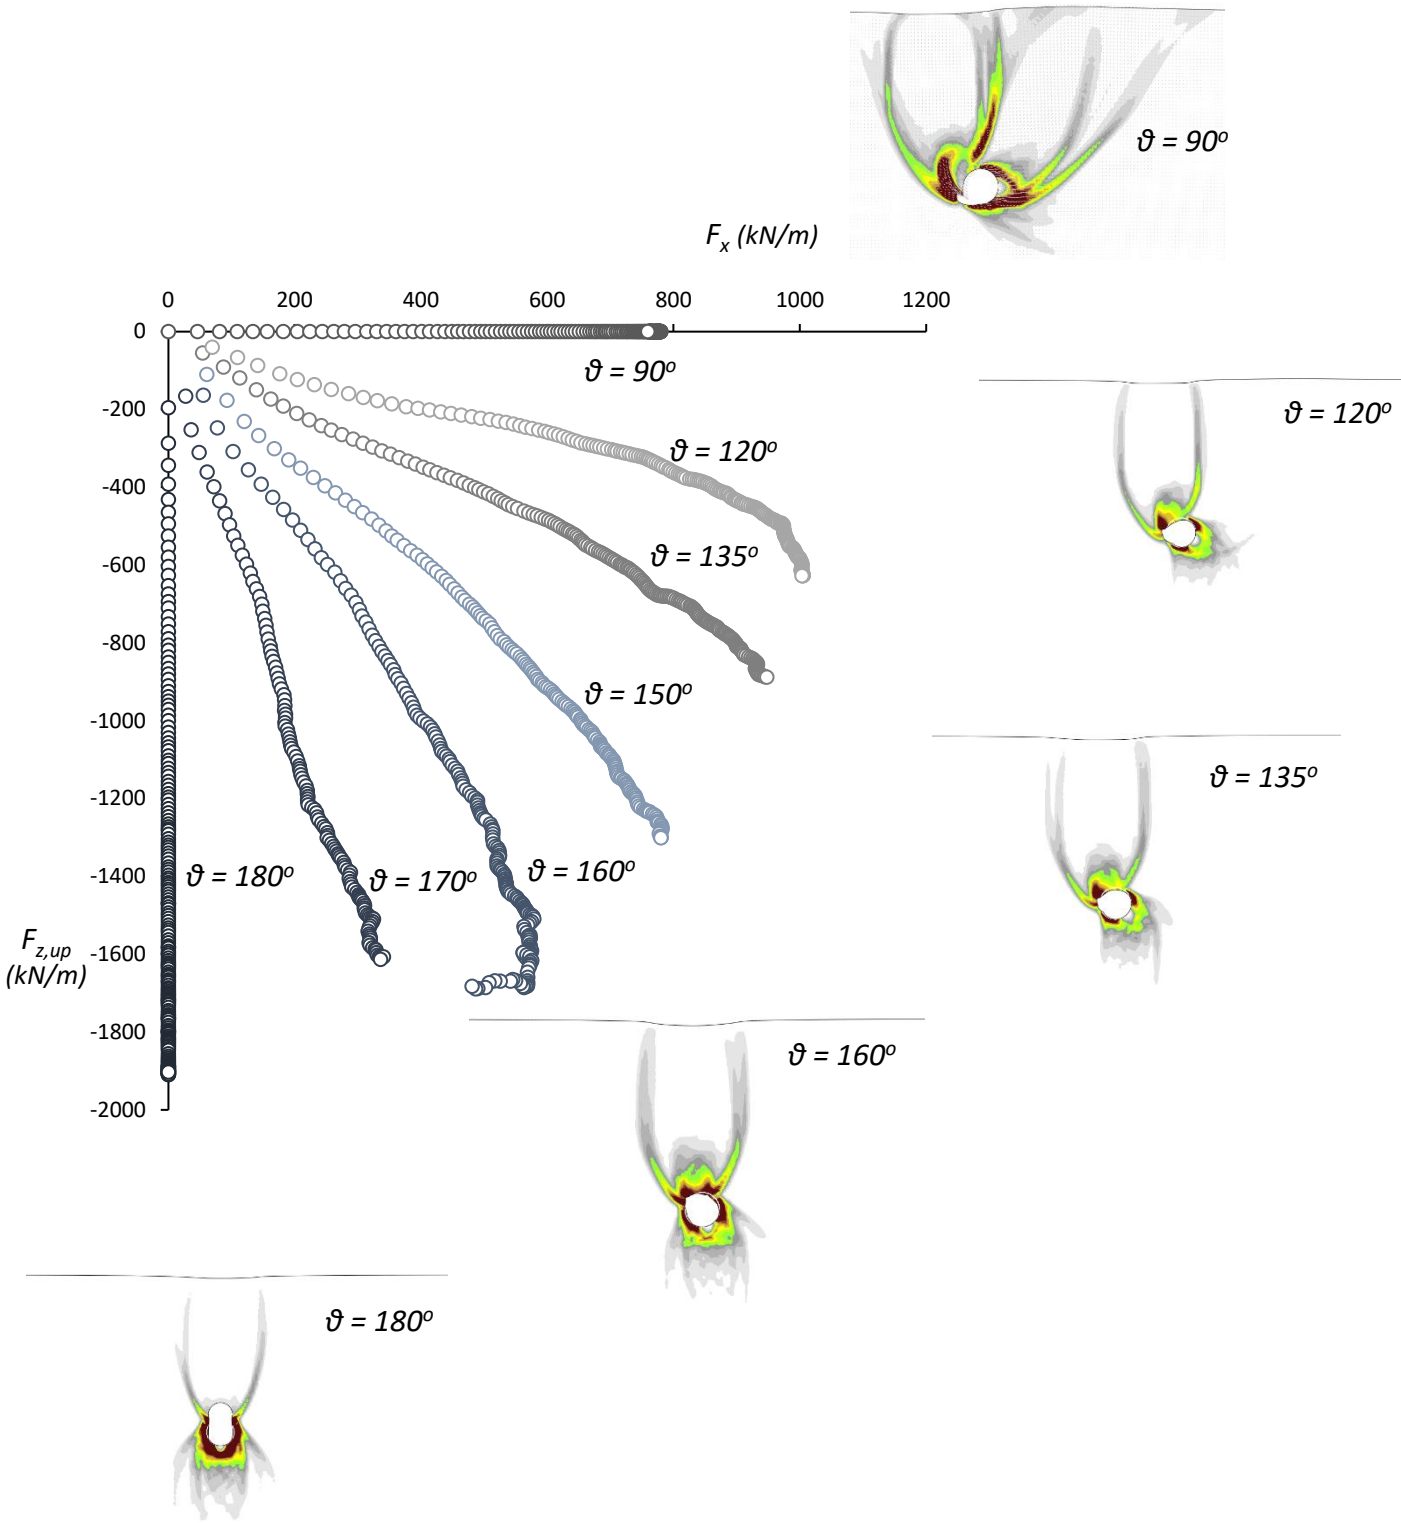 ϑ = 90º
Fx (kN/m)
0 200 400 600 800 1000 1200
0
ϑ = 90º
-200
ϑ = 120º
ϑ = 120º
-400
ϑ = 135º
-600
ϑ = 150º
-800
-1000
ϑ = 135º
-1200
-1400
ϑ = 180º
ϑ = 170º
ϑ = 160º
Fz,up
(kN/m)
-1600
-1800
ϑ = 160º
-2000
ϑ = 180º